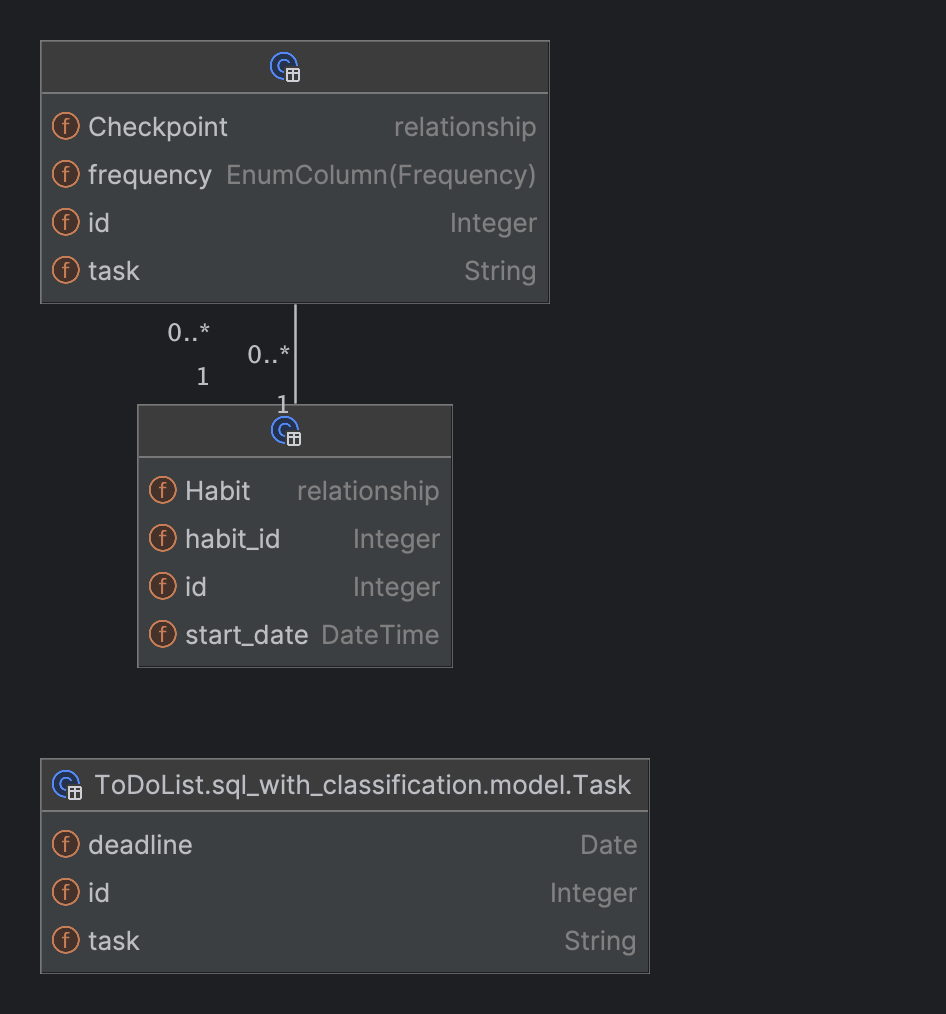 Checkpoint relationship
frequency EnumColumn(Frequency)
id Integer
task String
0..*
0..*
1
1
Habit relationship
habit_id Integer
id Integer
start_date DateTime
ToDoList.sql_with_classification.model.Task
deadline Date
id Integer
task String